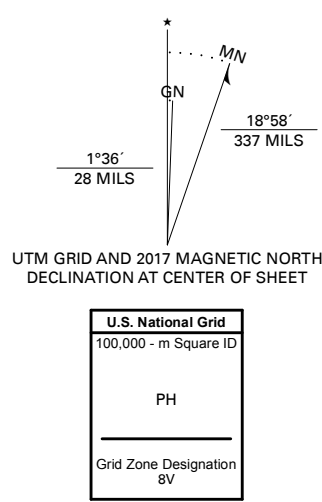 ★
MN
GN
18°58´
337 MILS
1°36´
28 MILS
UTM GRID AND 2017 MAGNETIC NORTH
DECLINATION AT CENTER OF SHEET
U.S. National Grid
100,000 - m Square ID
PH
Grid Zone Designation
8V